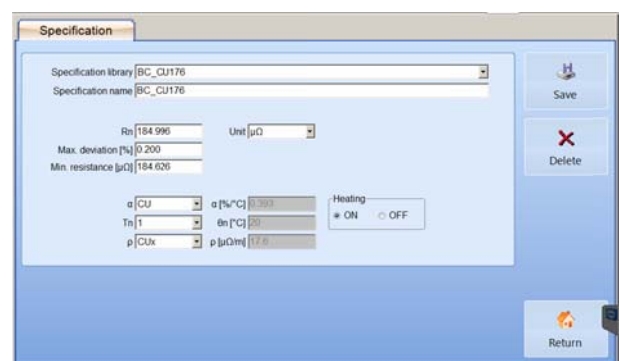 Specification
Specification library BC_CU176
Specification name BC_CU176
Rn 184.996 Unit µΩ
Max. deviation [%] 0.200
Min. resistance [µΩ] 184.626
α CU α [%/°C] 0.393
Heating
ON OFF
Tn 1 θn [°C] 20
ρ CUx ρ [µΩ/m] 17.6
Save
Delete
Return